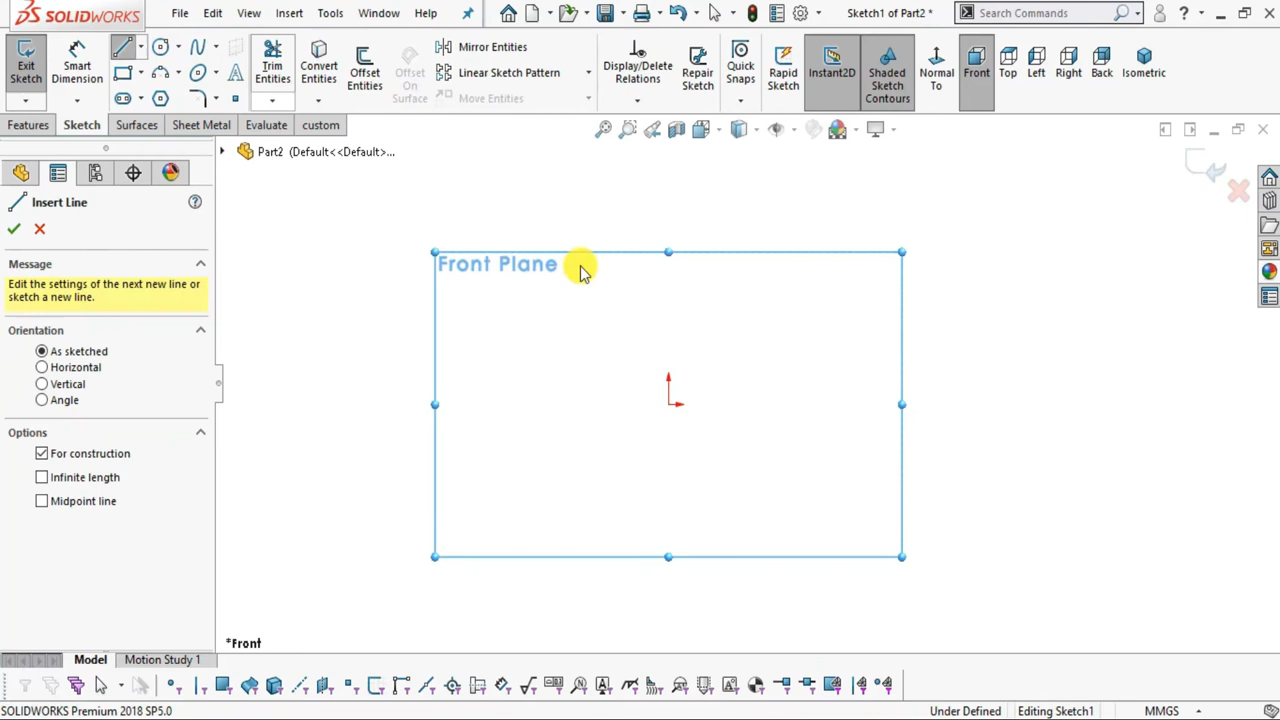 SOLIDWORKS
File Edit View Insert Tools Window Help
Sketch1 of Part2 *
Search Commands
Exit Sketch
Smart Dimension
Trim Entities
Convert Entities
Offset Entities
Offset On Surface
Mirror Entities
Linear Sketch Pattern
Move Entities
Display/Delete Relations
Repair Sketch
Quick Snaps
Rapid Sketch
Instant2D
Shaded Sketch Contours
Normal To
Front
Top
Left
Right
Back
Isometric
Features Sketch Surfaces Sheet Metal Evaluate custom
Part2 (Default<<Default>...
Insert Line
Message
Edit the settings of the next new line or
sketch a new line.
Orientation
As sketched
Horizontal
Vertical
Angle
Options
For construction
Infinite length
Midpoint line
Front Plane
*Front
Model Motion Study 1
SOLIDWORKS Premium 2018 SP5.0
Under Defined Editing Sketch1 MMGS